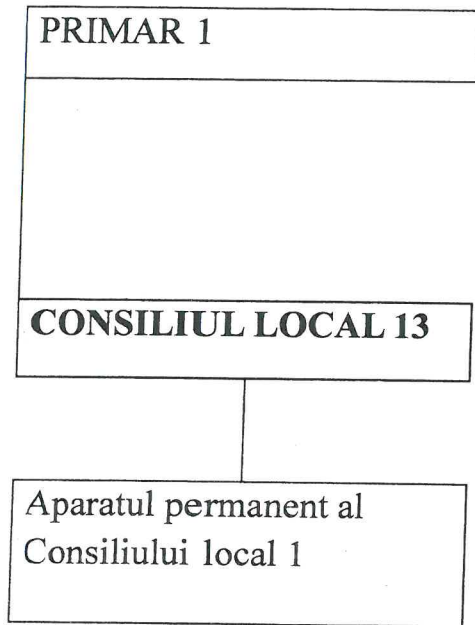 PRIMAR 1
CONSILIUL LOCAL 13
Aparatul permanent al
Consiliului local 1